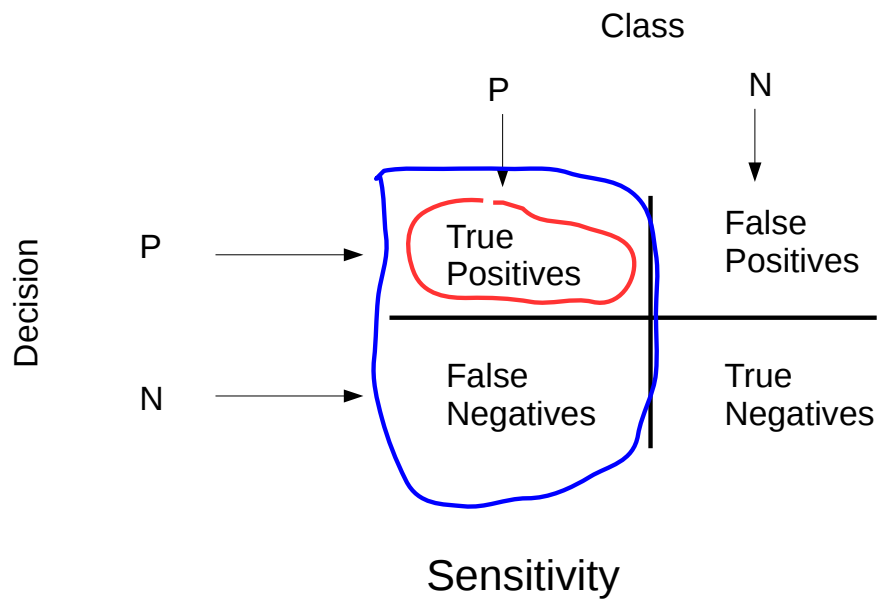 Class
P
N
Decision
P
True
Positives
False
Positives
N
False
Negatives
True
Negatives
Sensitivity